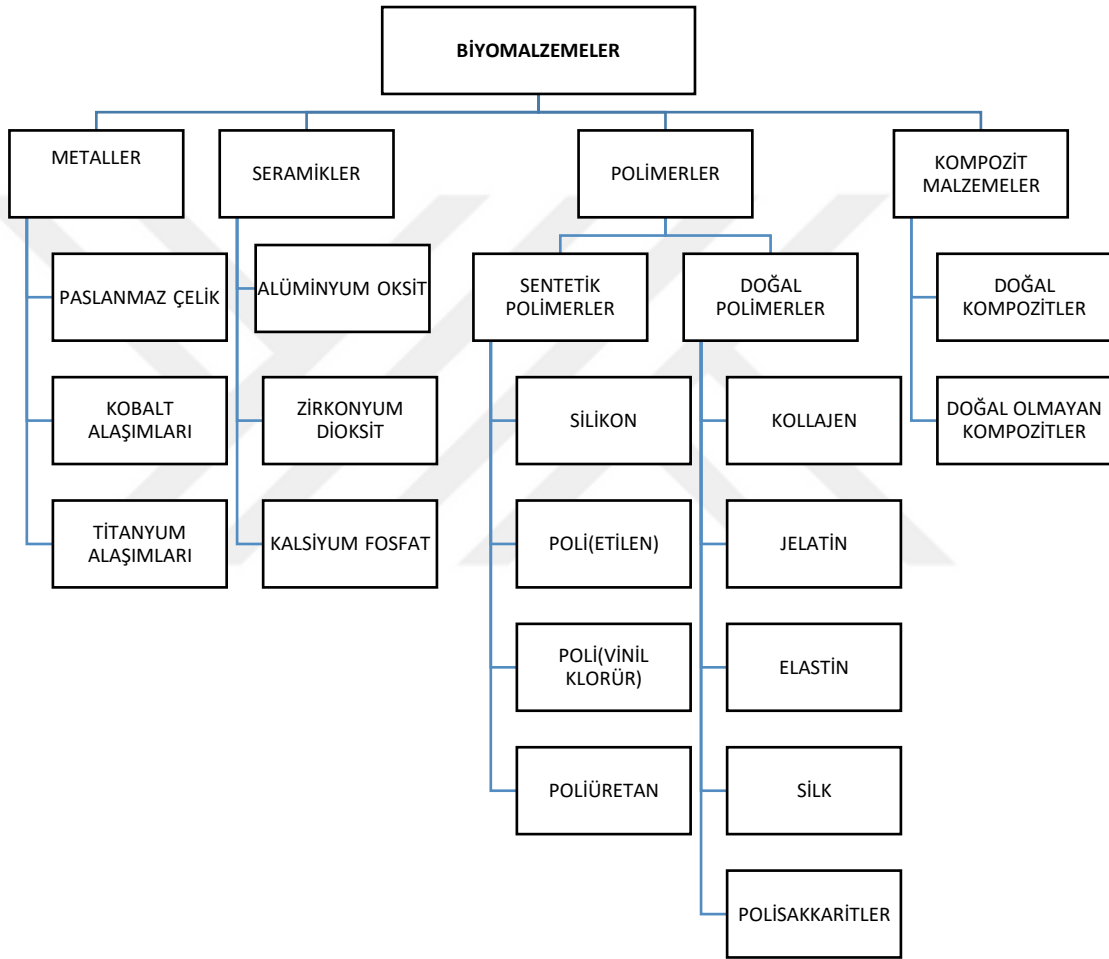 BİYOMALZEMELER
METALLER
PASLANMAZ ÇELİK
KOBALT
ALAŞIMLARI
TİTANYUM
ALAŞIMLARI
SERAMİKLER
ALÜMİNYUM OKSİT
ZİRKONYUM
DİOKSİT
KALSİYUM FOSFAT
POLİMERLER
SENTETİK
POLİMERLER
SİLİKON
POLİ(ETİLEN)
POLİ(VİNİL
KLORÜR)
POLİÜRETAN
DOĞAL
POLİMERLER
KOLLAJEN
JELATİN
ELASTİN
SİLK
POLİSAKKARİTLER
KOMPOZİT
MALZEMELER
DOĞAL
KOMPOZİTLER
DOĞAL OLMAYAN
KOMPOZİTLER